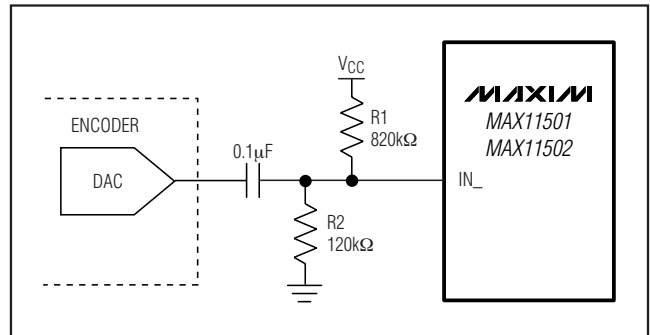 VCC
MAXIM
MAX11501
MAX11502
ENCODER
R1
820kΩ
0.1μF
DAC
IN_
R2
120kΩ